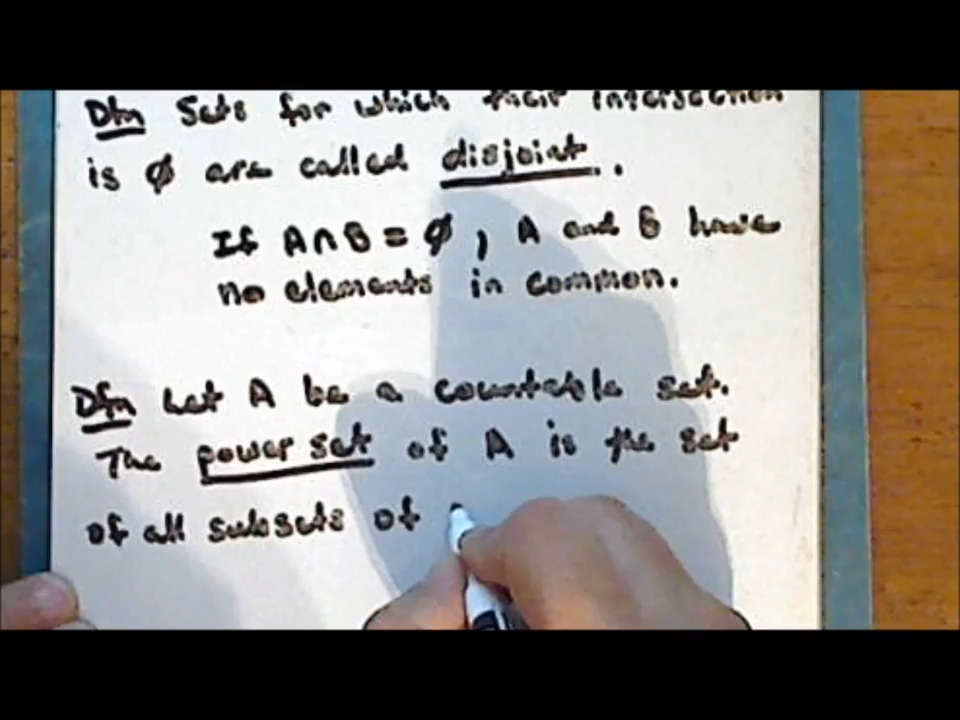 Dfn Sets for which their intersection
is ∅ are called disjoint.
If A∩B = ∅, A and B have
no elements in common.
Dfn Let A be a countable set.
The power set of A is the set
of all subsets of